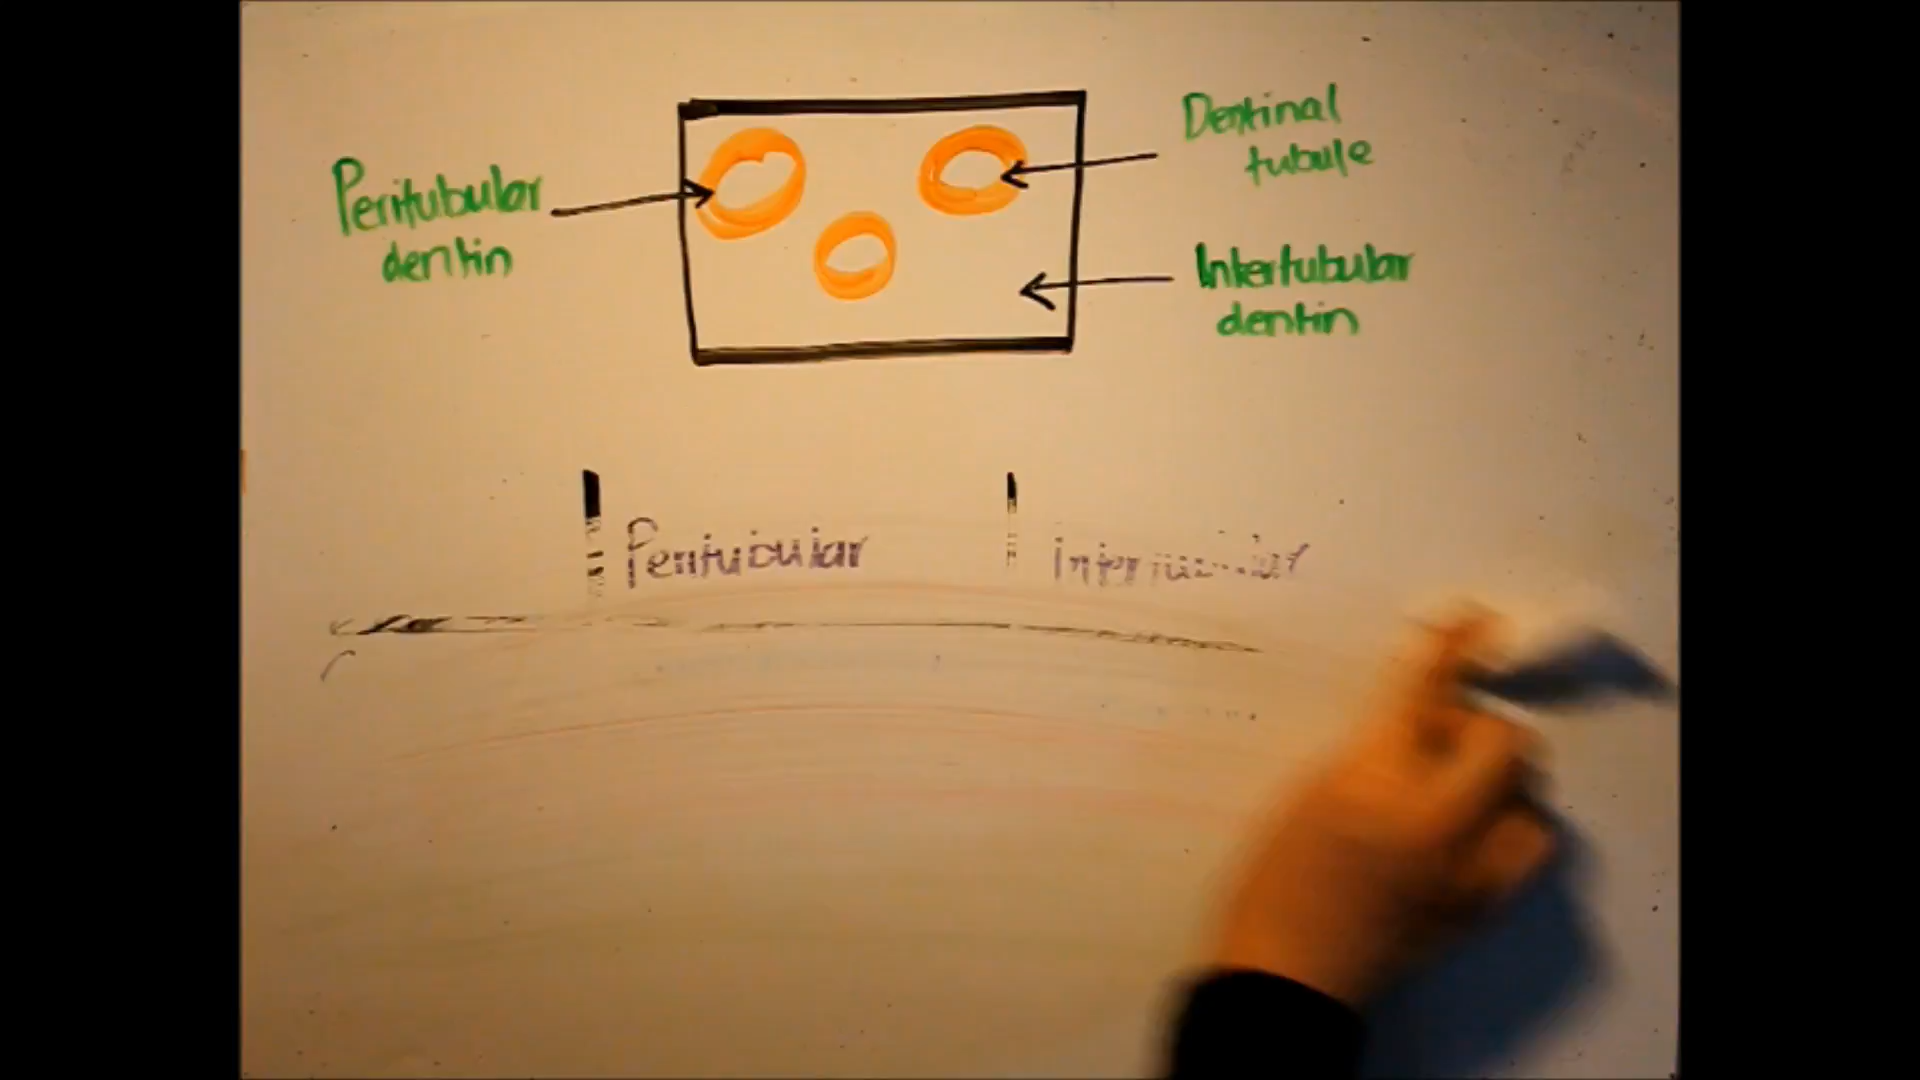 Peritubular
dentin
Dentinal
tubule
Intertubular
dentin
Peritubular